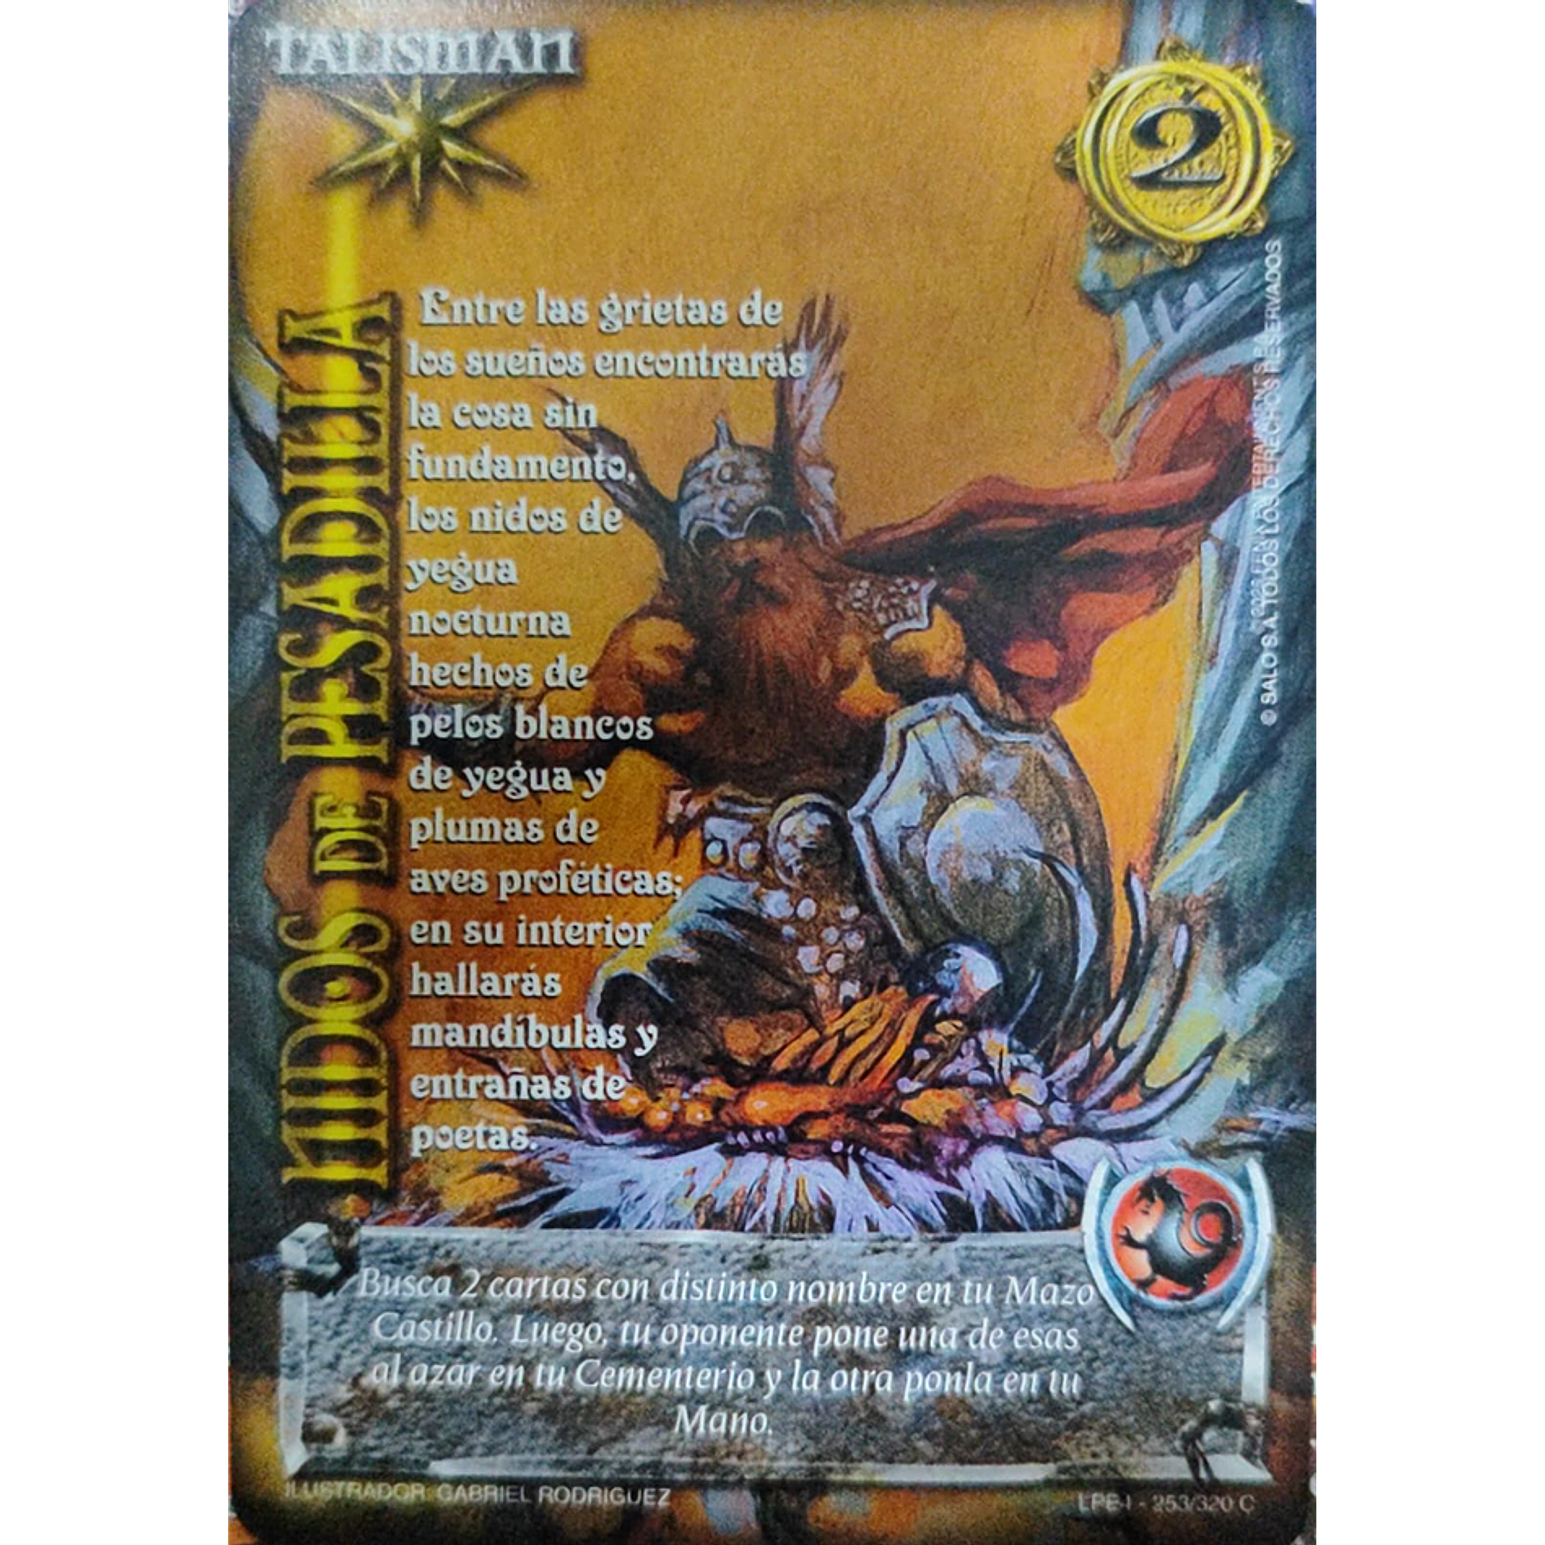 TALISMAN
2
NIDOS DE PESADILLA
Entre las grietas de
los sueños encontrarás
la cosa sin
fundamento,
los nidos de
yegua
nocturna
hechos de
pelos blancos
de yegua y
plumas de
aves proféticas;
en su interior
hallarás
mandíbulas y
entrañas de
poetas.
Busca 2 cartas con distinto nombre en tu Mazo
Castillo. Luego, tu oponente pone una de esas
al azar en tu Cementerio y la otra ponla en tu
Mano.
ILUSTRADOR: GABRIEL RODRIGUEZ
253/320 C